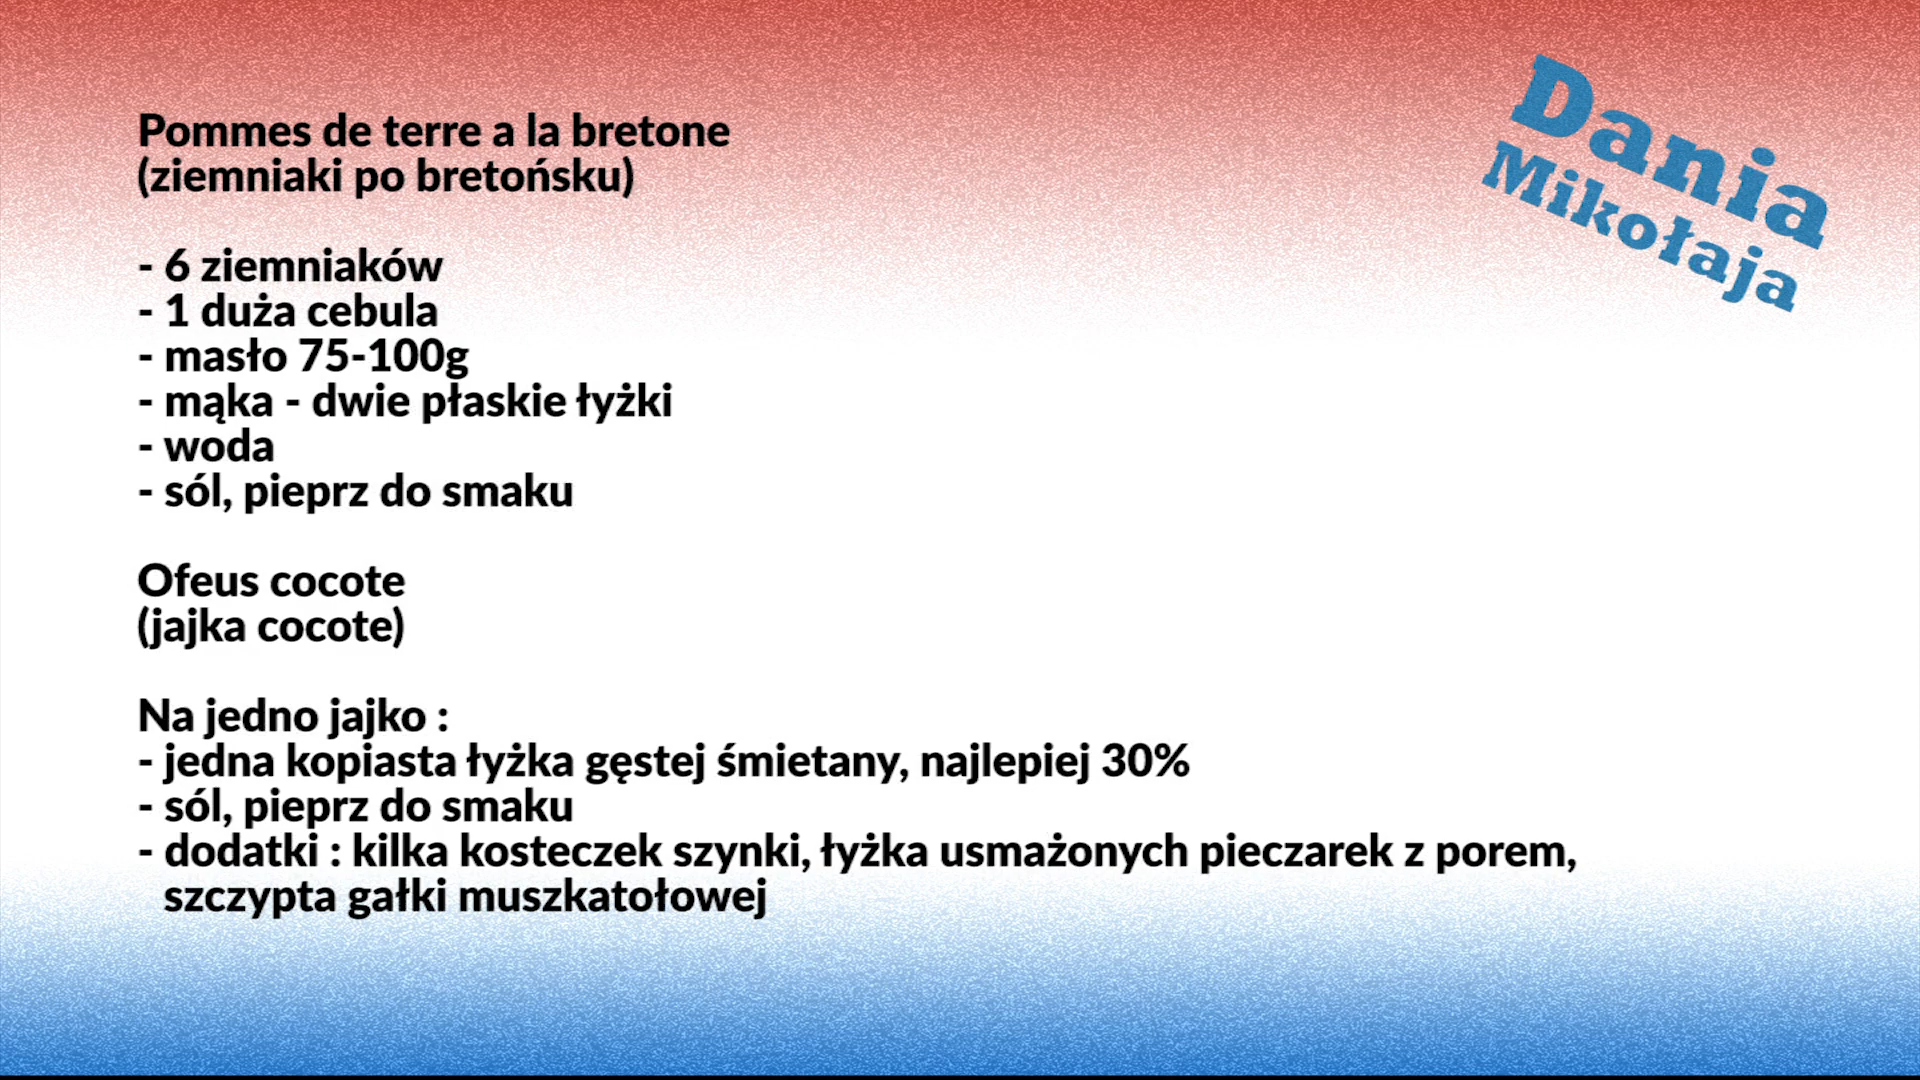 Dania
Mikołaja
Pommes de terre a la bretone
(ziemniaki po bretońsku)
- 6 ziemniaków
- 1 duża cebula
- masło 75-100g
- mąka - dwie płaskie łyżki
- woda
- sól, pieprz do smaku
Ofeus cocote
(jajka cocote)
Na jedno jajko :
- jedna kopiasta łyżka gęstej śmietany, najlepiej 30%
- sól, pieprz do smaku
- dodatki : kilka kosteczek szynki, łyżka usmażonych pieczarek z porem,
szczypta gałki muszkatołowej